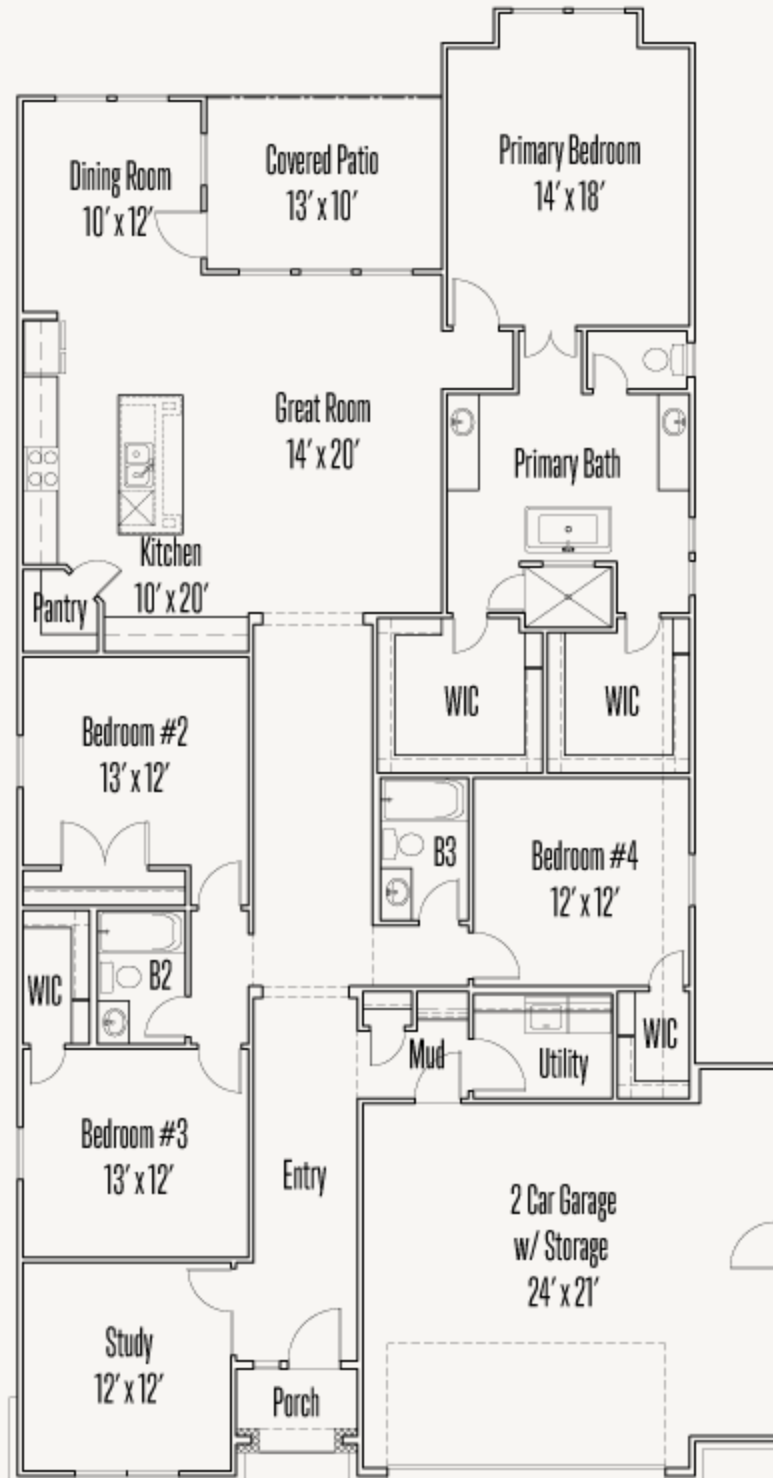 Primary Bedroom
14' x 18'
Covered Patio
13' x 10'
Dining Room
10' x 12'
Great Room
14' x 20'
Primary Bath
Kitchen
10' x 20'
Pantry
WIC
WIC
Bedroom #2
13' x 12'
B3
Bedroom #4
12' x 12'
WIC
B2
Mud
Utility
WIC
Bedroom #3
13' x 12'
Entry
2 Car Garage
w/ Storage
24' x 21'
Study
12' x 12'
Porch